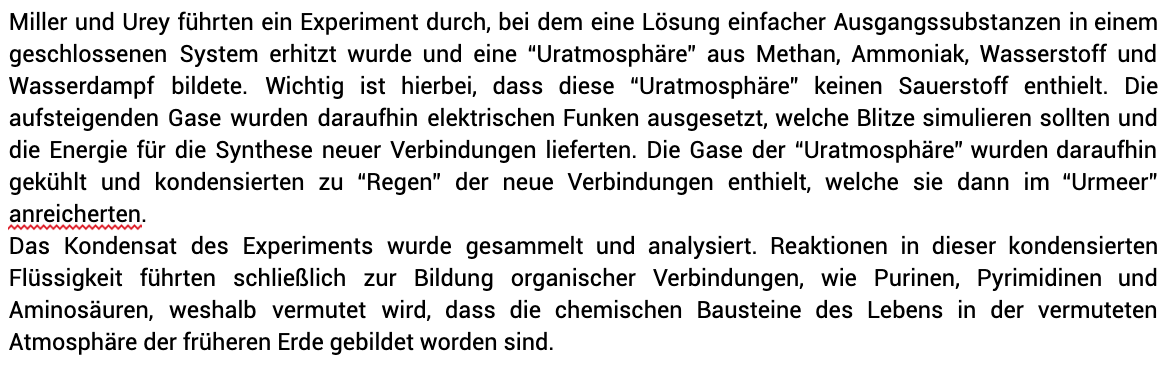 Miller und Urey führten ein Experiment durch, bei dem eine Lösung einfacher Ausgangssubstanzen in einem
geschlossenen System erhitzt wurde und eine “Uratmosphäre” aus Methan, Ammoniak, Wasserstoff und
Wasserdampf bildete. Wichtig ist hierbei, dass diese “Uratmosphäre” keinen Sauerstoff enthielt. Die
aufsteigenden Gase wurden daraufhin elektrischen Funken ausgesetzt, welche Blitze simulieren sollten und
die Energie für die Synthese neuer Verbindungen lieferten. Die Gase der “Uratmosphäre” wurden daraufhin
gekühlt und kondensierten zu “Regen” der neue Verbindungen enthielt, welche sie dann im “Urmeer”
anreicherten.
Das Kondensat des Experiments wurde gesammelt und analysiert. Reaktionen in dieser kondensierten
Flüssigkeit führten schließlich zur Bildung organischer Verbindungen, wie Purinen, Pyrimidinen und
Aminosäuren, weshalb vermutet wird, dass die chemischen Bausteine des Lebens in der vermuteten
Atmosphäre der früheren Erde gebildet worden sind.